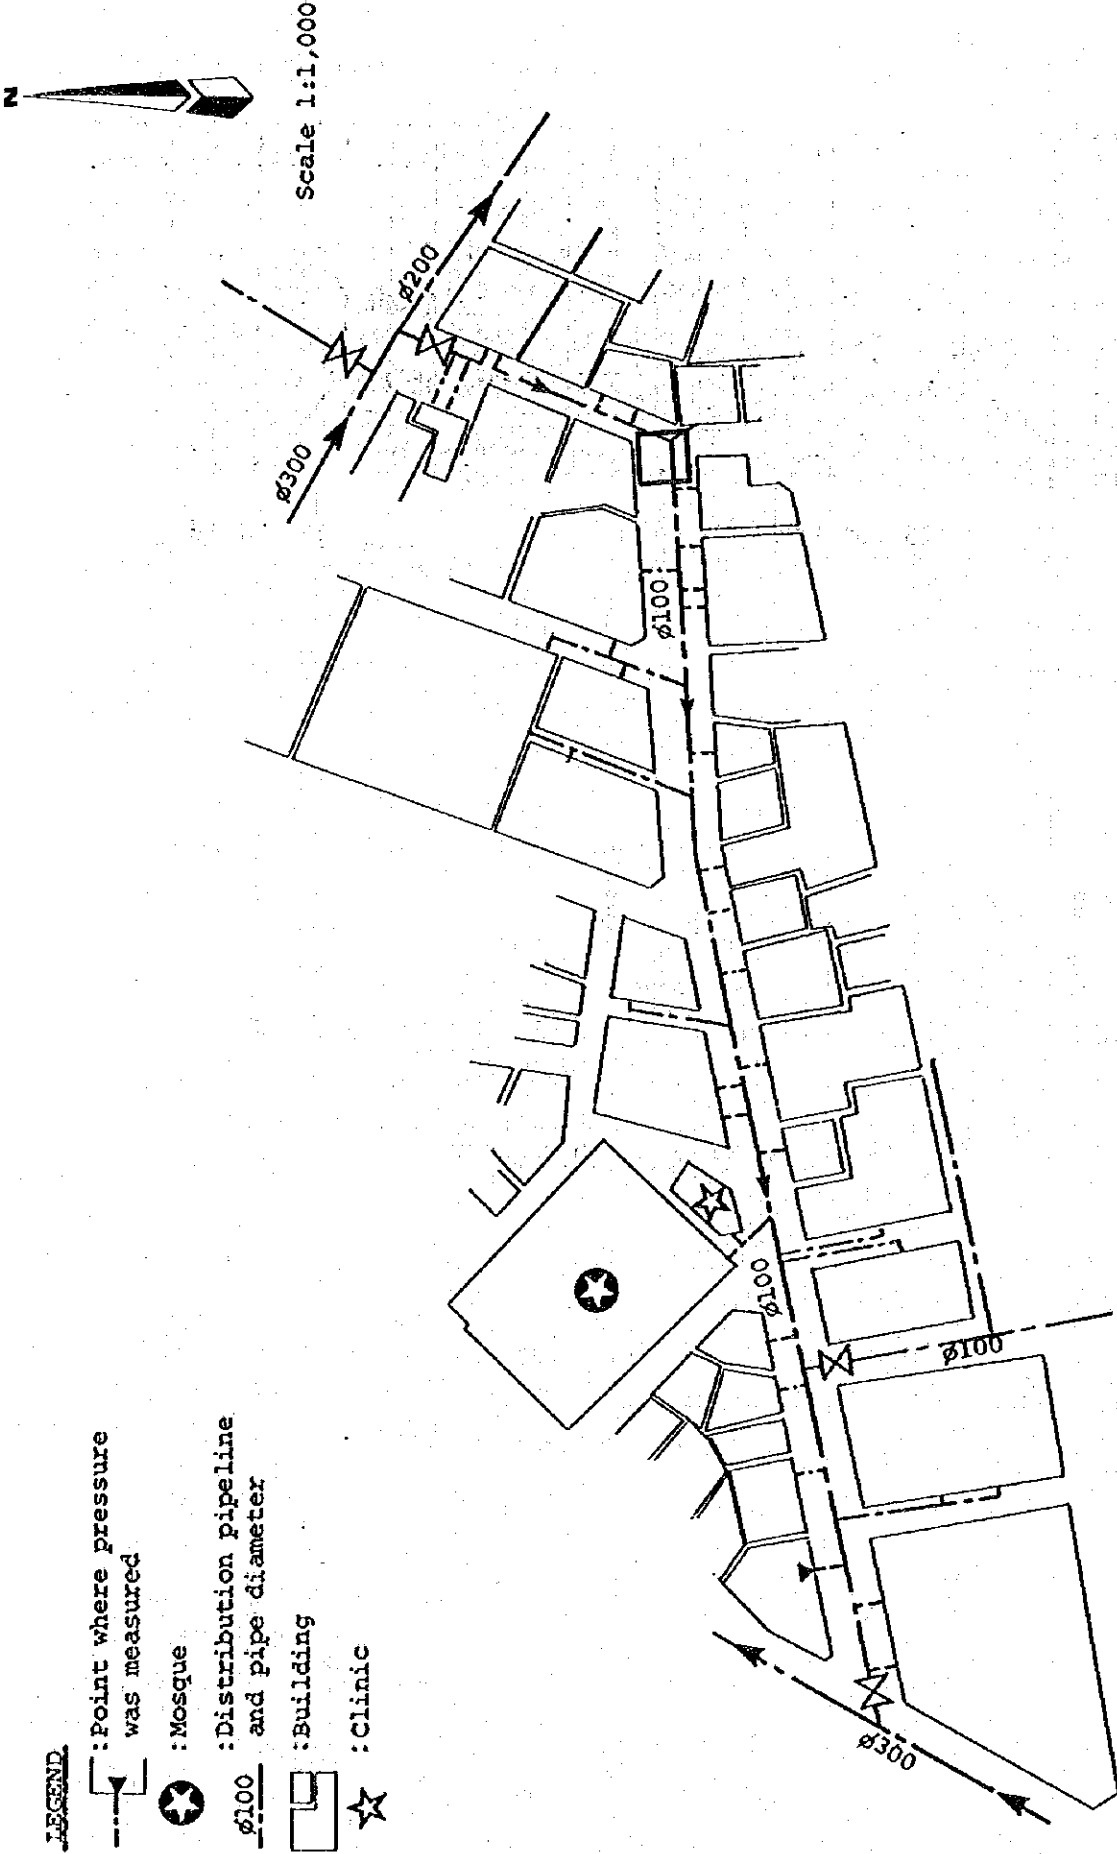 N
Scale 1:1,000
ø200
ø300
ø100
ø100
ø100
ø300
LEGEND
:Point where pressure
was measured
:Mosque
ø100 :Distribution pipeline
and pipe diameter
:Building
:Clinic